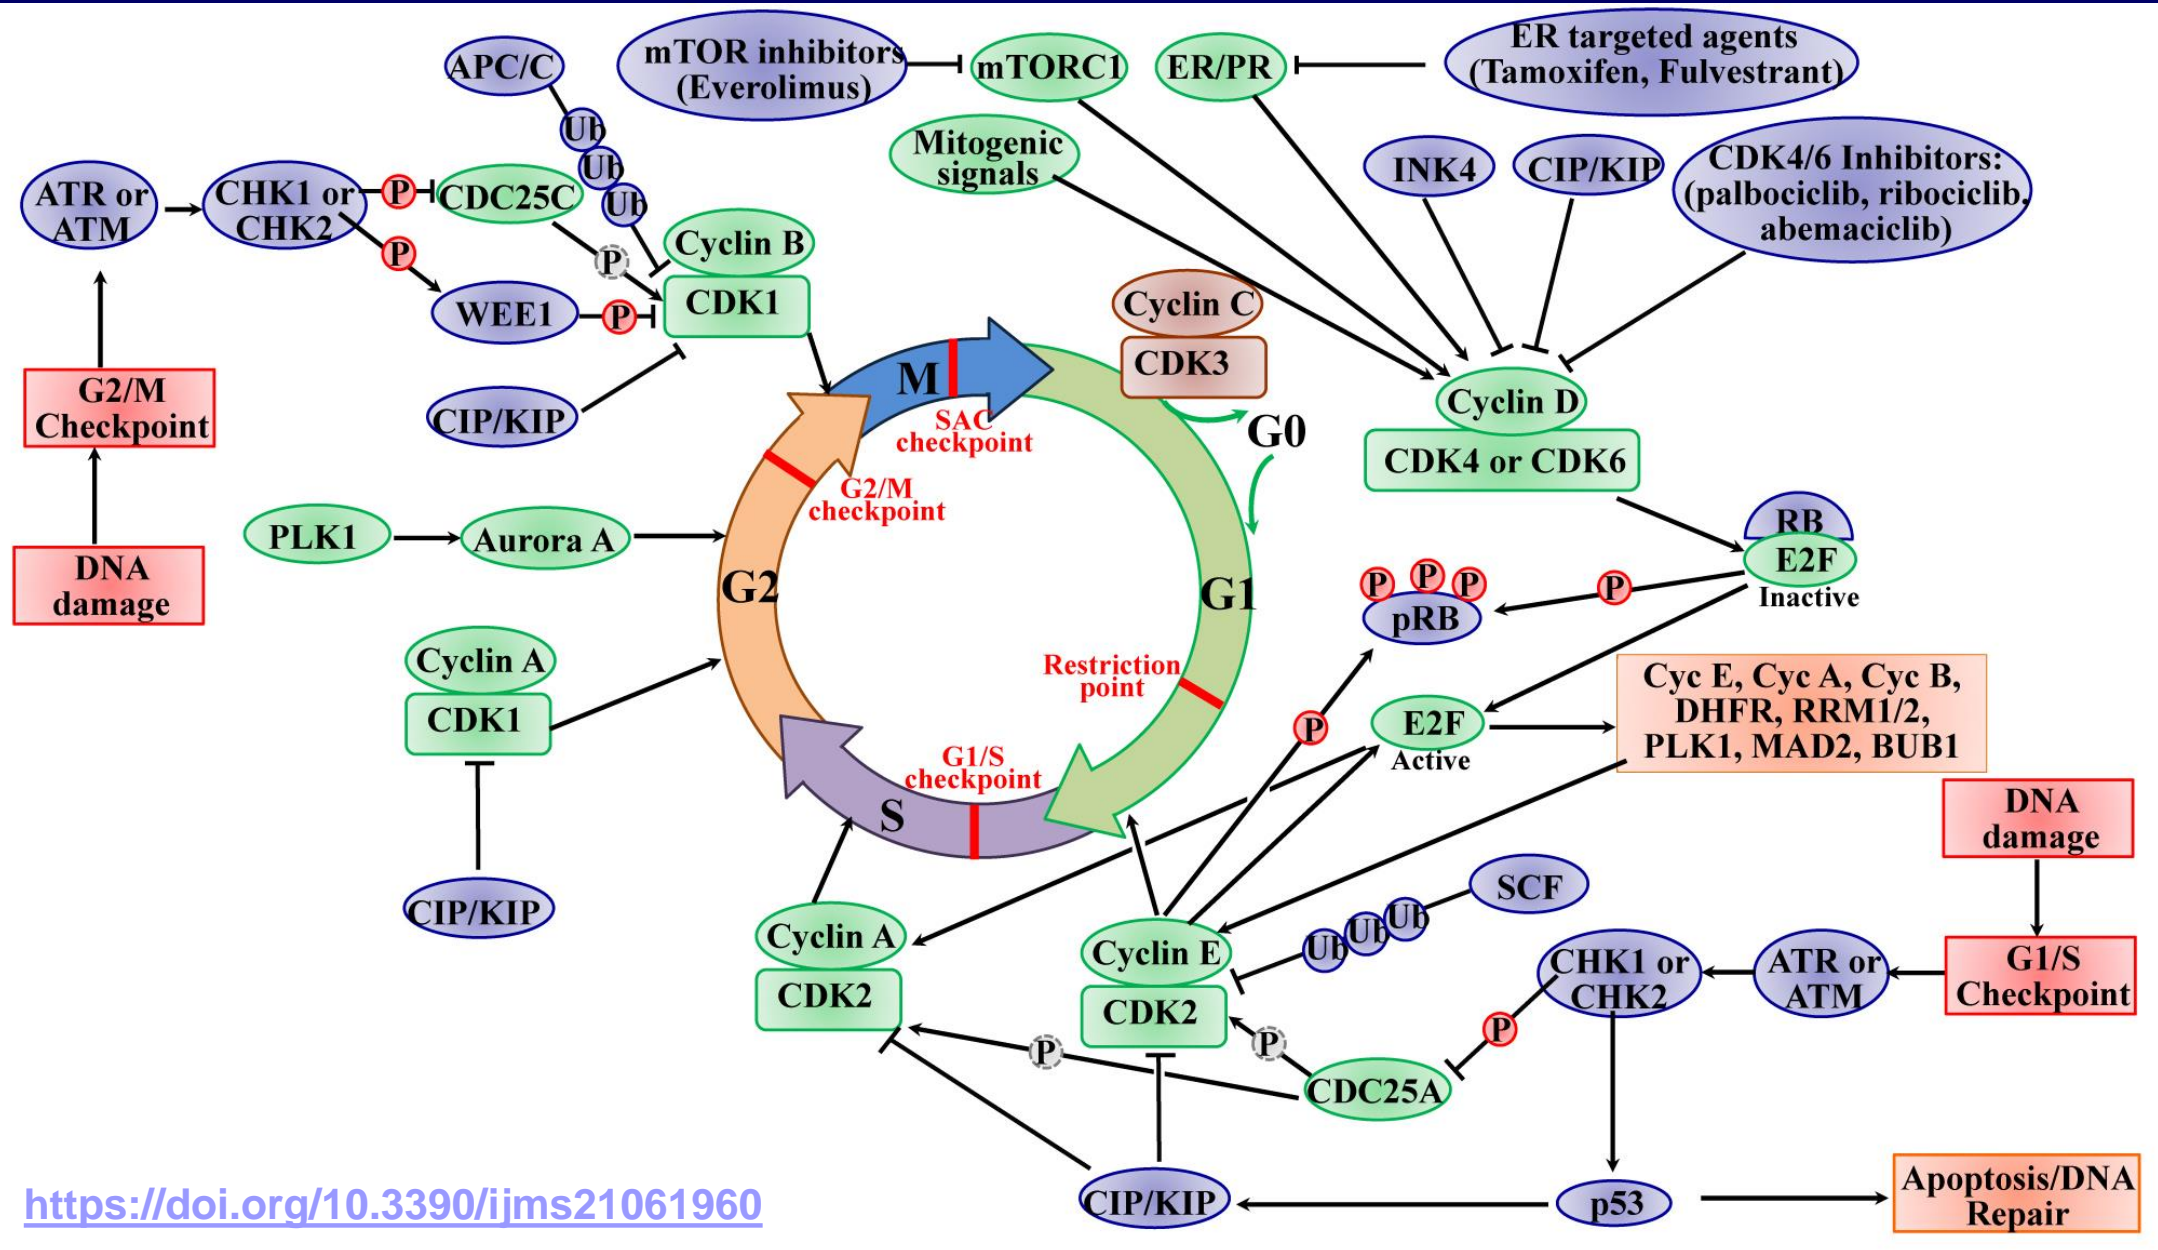 APC/C
mTOR inhibitors
(Everolimus)
mTORC1
ER/PR
ER targeted agents
(Tamoxifen, Fulvestrant)
Ub
Ub
Ub
Mitogenic
signals
INK4
CIP/KIP
CDK4/6 Inhibitors:
(palbociclib, ribociclib.
abemaciclib)
ATR or
ATM
CHK1 or
CHK2
P
CDC25C
P
P
WEE1
P
Cyclin B
CDK1
CIP/KIP
G2/M
Checkpoint
DNA
damage
Cyclin C
CDK3
G0
Cyclin D
CDK4 or CDK6
M
SAC
checkpoint
G2/M
checkpoint
PLK1
Aurora A
G2
G1
Restriction
point
G1/S
checkpoint
S
RB
E2F
Inactive
P
P
P
P
pRB
Cyclin A
CDK1
CIP/KIP
P
E2F
Active
Cyc E, Cyc A, Cyc B,
DHFR, RRM1/2,
PLK1, MAD2, BUB1
DNA
damage
G1/S
Checkpoint
ATR or
ATM
CHK1 or
CHK2
SCF
Ub
Ub
Ub
Cyclin A
CDK2
Cyclin E
CDK2
P
P
P
CDC25A
CIP/KIP
p53
Apoptosis/DNA
Repair
https://doi.org/10.3390/ijms21061960